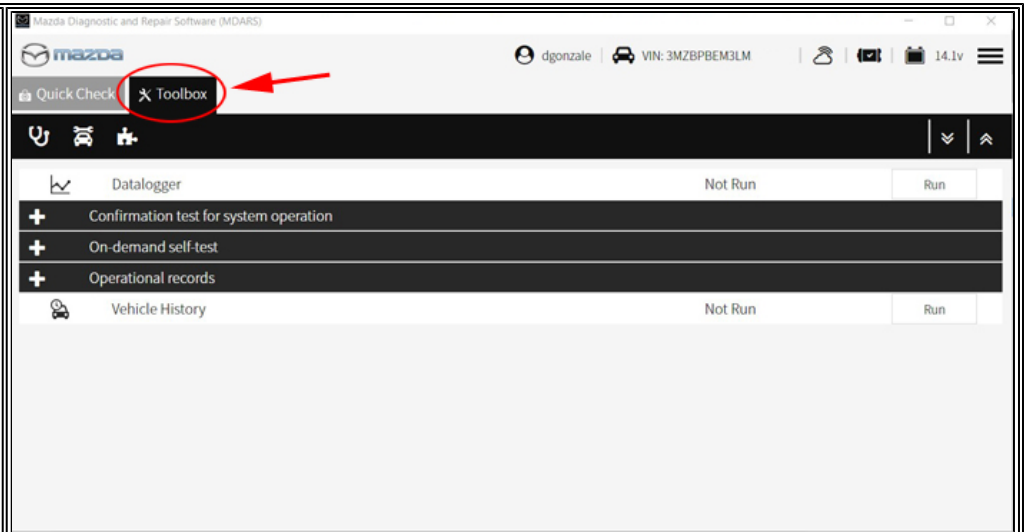 Mazda Diagnostic and Repair Software (MDARS)
mazda dgonzale VIN: 3MZBPBEM3LM 14.1v
Quick Check Toolbox
Datalogger Not Run Run
Confirmation test for system operation
On-demand self-test
Operational records
Vehicle History Not Run Run